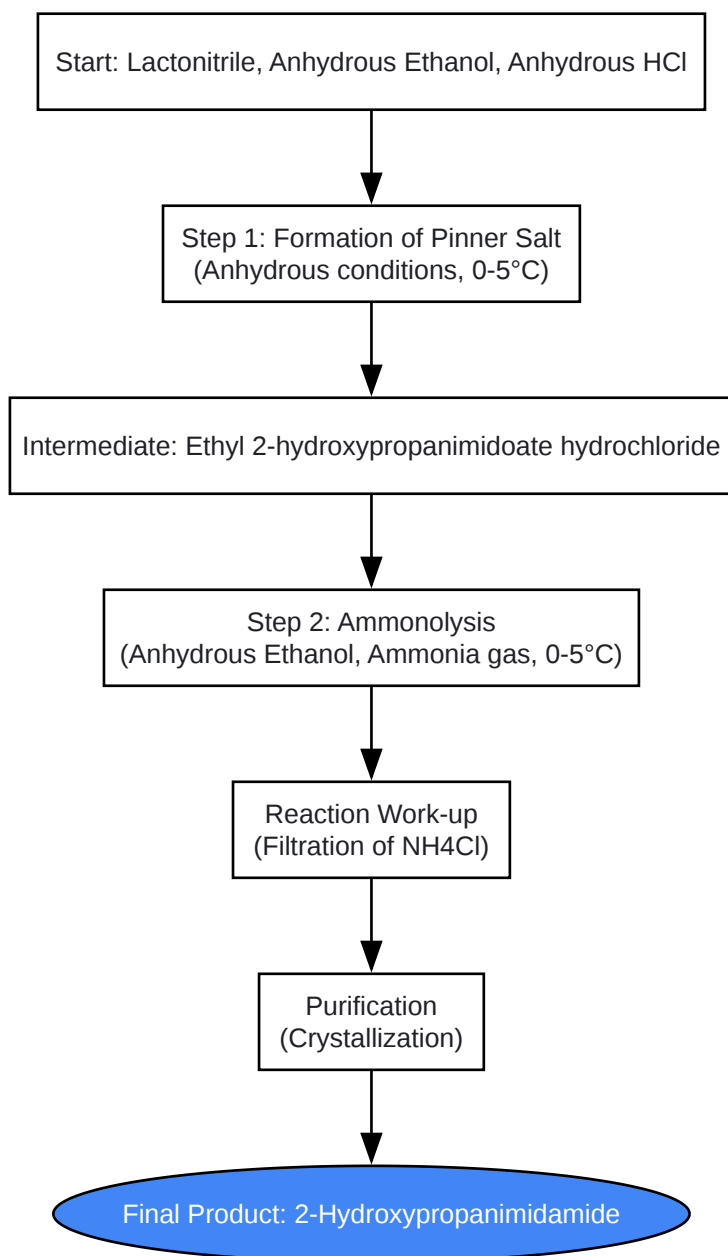 Start: Lactonitrile, Anhydrous Ethanol, Anhydrous HCl
Step 1: Formation of Pinner Salt
(Anhydrous conditions, 0-5°C)
Intermediate: Ethyl 2-hydroxypropanimidoate hydrochloride
Step 2: Ammonolysis
(Anhydrous Ethanol, Ammonia gas, 0-5°C)
Reaction Work-up
(Filtration of NH4Cl)
Purification
(Crystallization)
Final Product: 2-Hydroxypropanimidamide